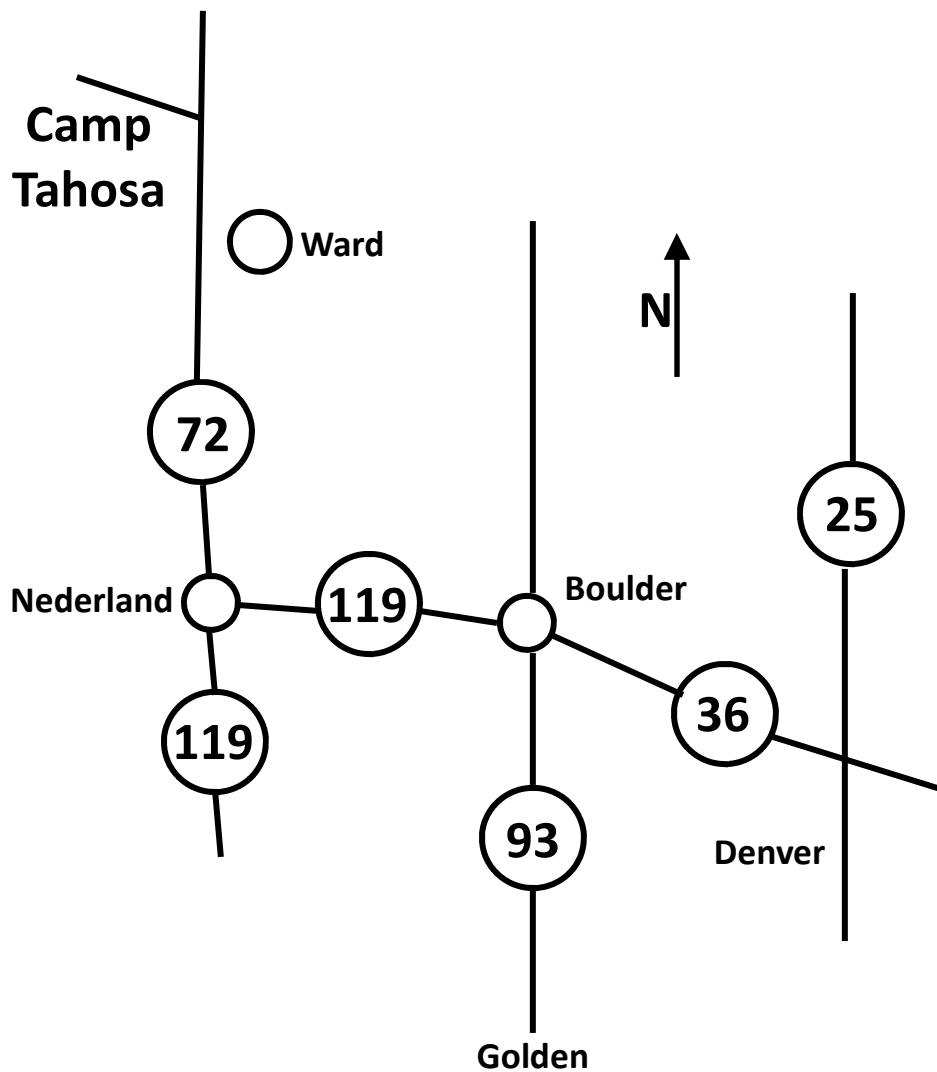 Camp
Tahosa
Ward
N
72
25
Nederland
119
Boulder
119
36
93
Denver
Golden